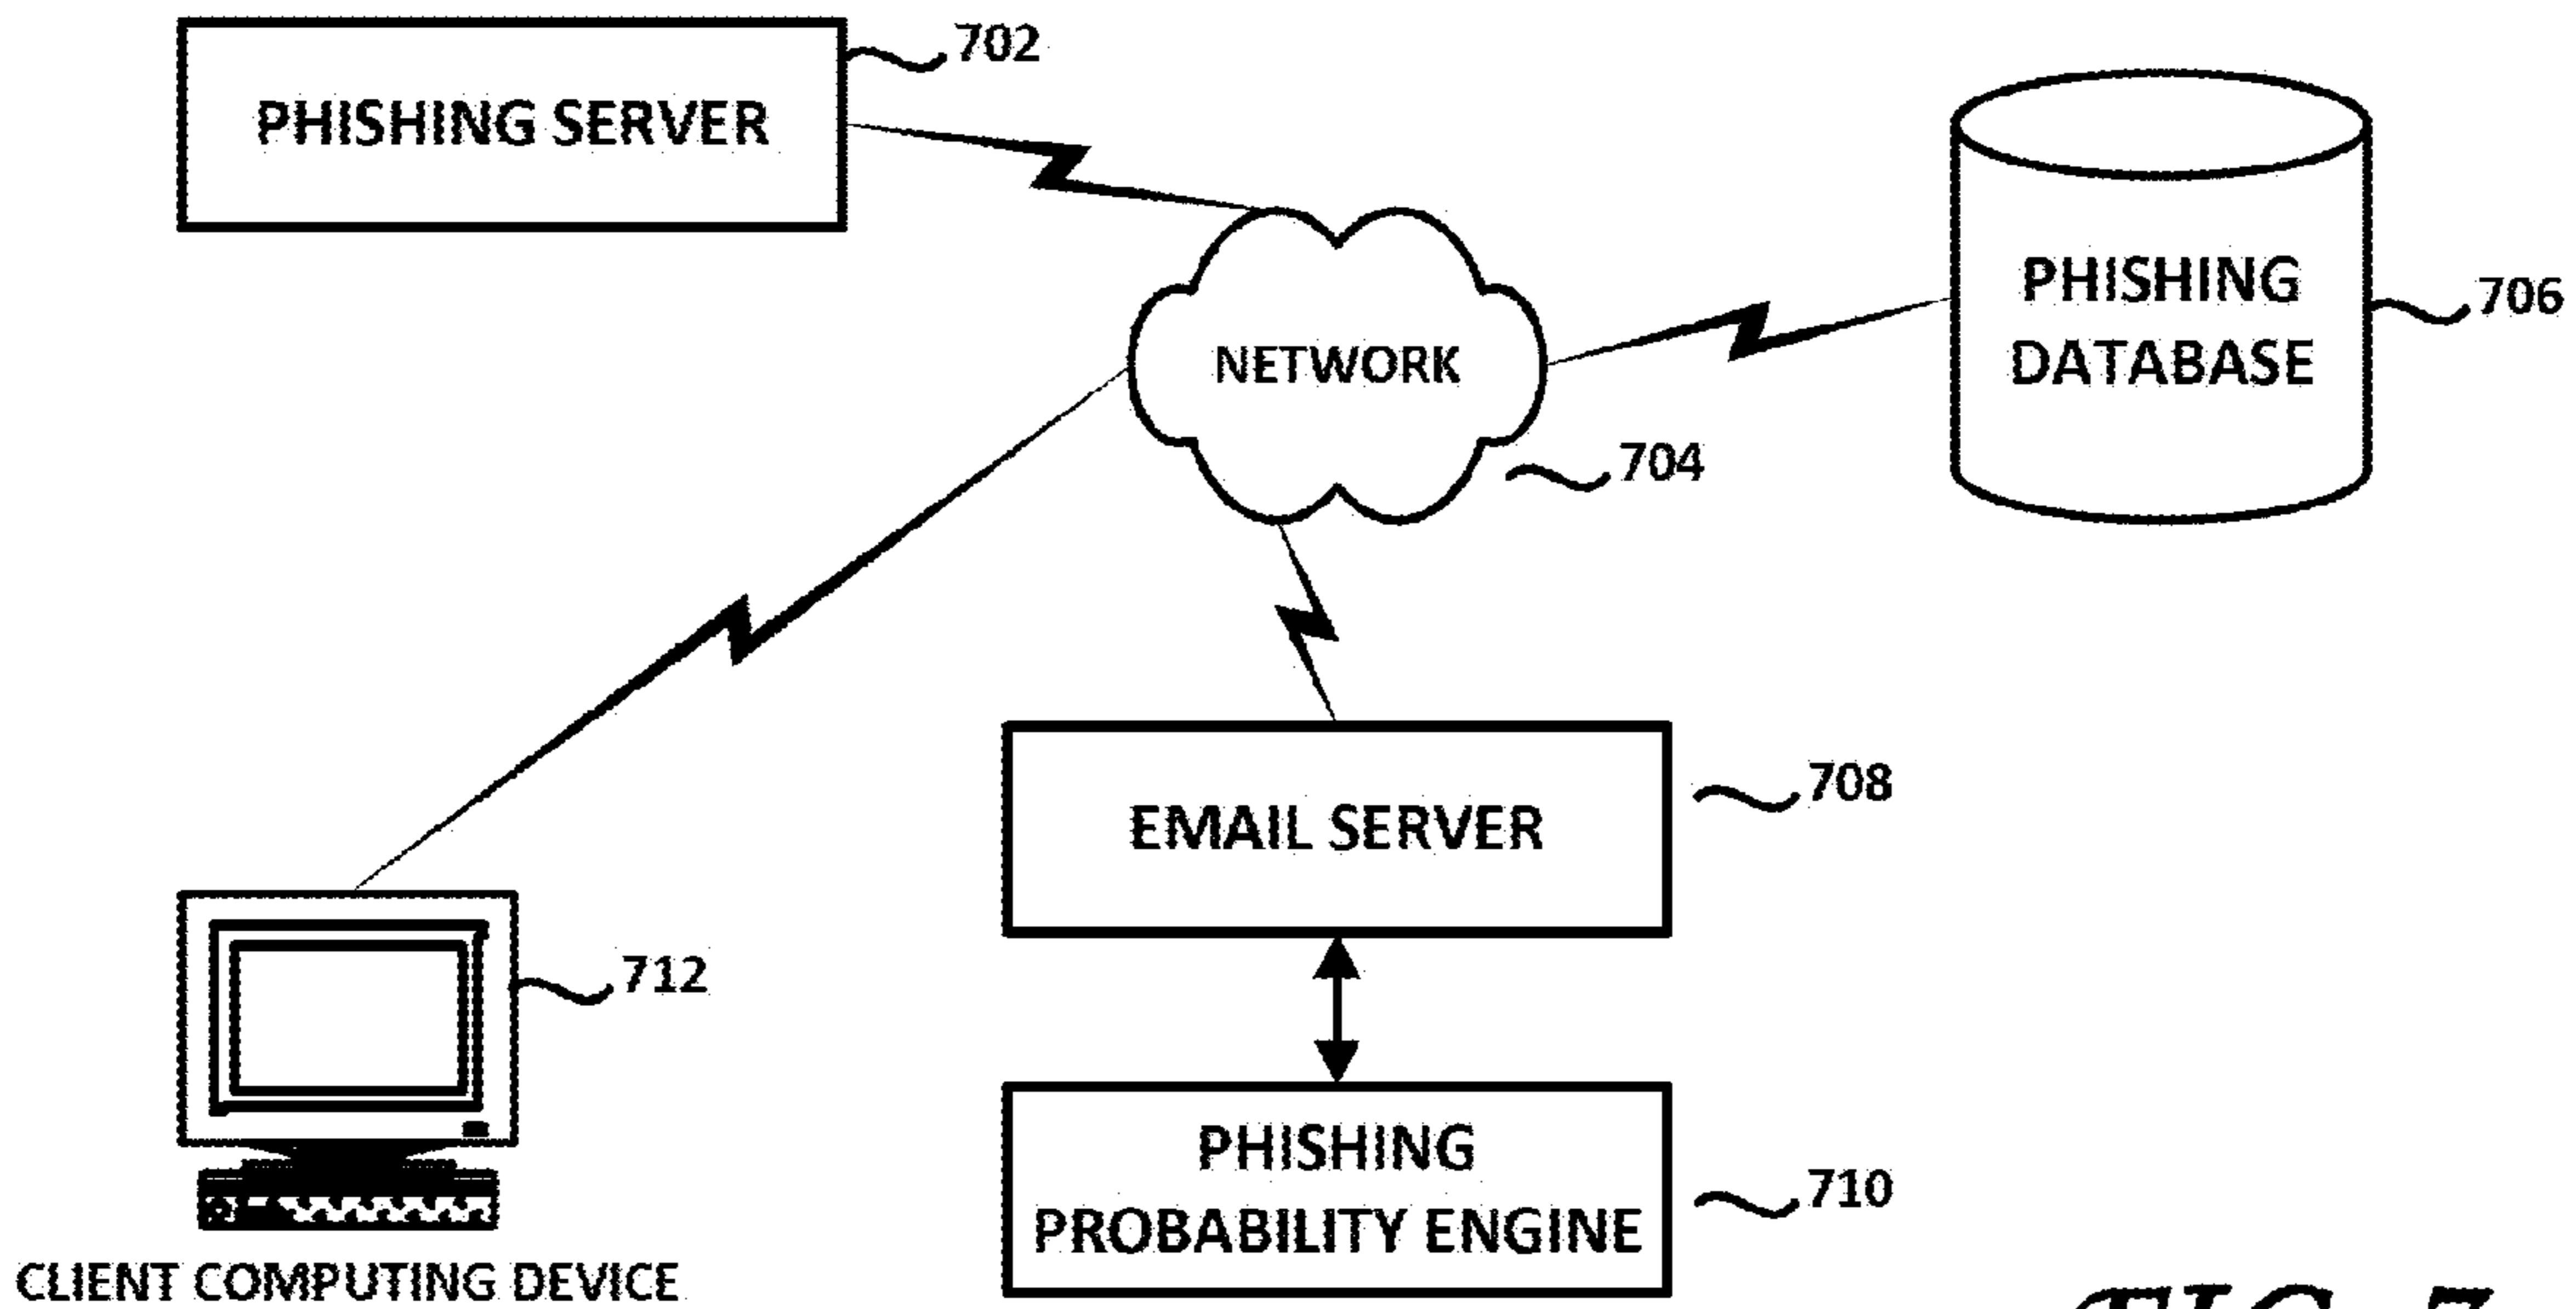 702
PHISHING SERVER
PHISHING
DATABASE
706
NETWORK
704
708
EMAIL SERVER
712
PHISHING
PROBABILITY ENGINE
710
CLIENT COMPUTING DEVICE